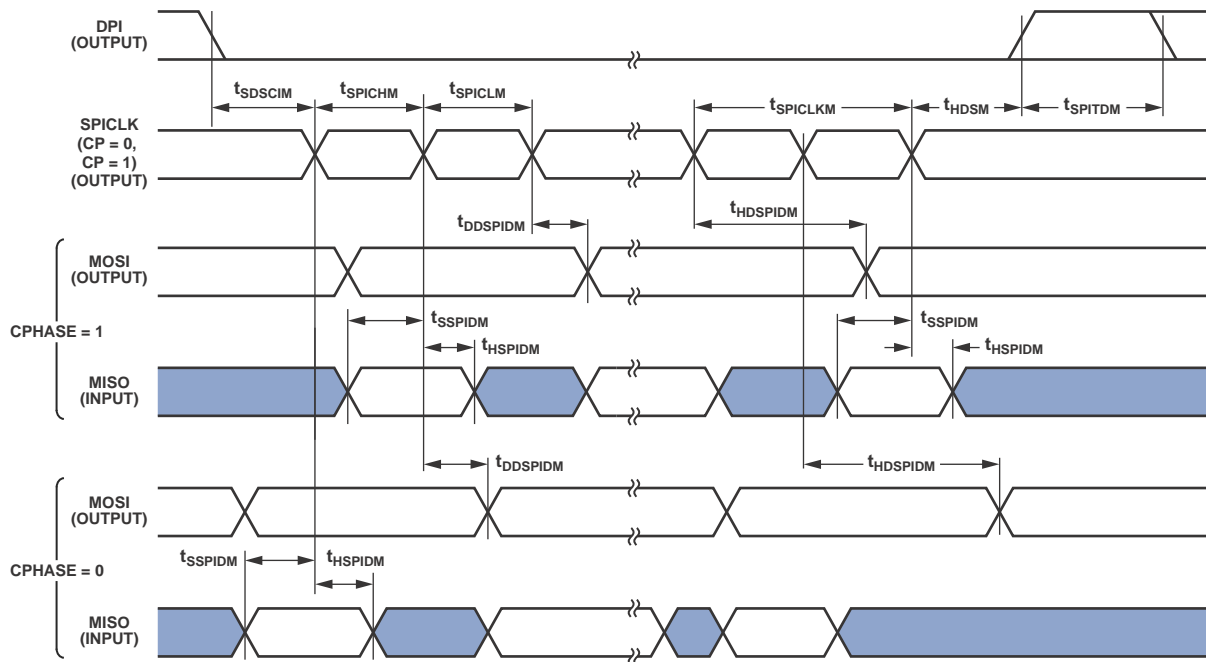 DPI
(OUTPUT)
tSDSCIM
tSPICHM
tSPICLM
tSPICLKM
tHDSM
tSPITDM
SPICLK
(CP = 0,
CP = 1)
(OUTPUT)
tDDSPIDM
tHDSPIDM
MOSI
(OUTPUT)
CPHASE = 1
tSSPIDM
tSSPIDM
tHSPIDM
tHSPIDM
MISO
(INPUT)
tDDSPIDM
tHDSPIDM
MOSI
(OUTPUT)
tSSPIDM
tHSPIDM
CPHASE = 0
MISO
(INPUT)